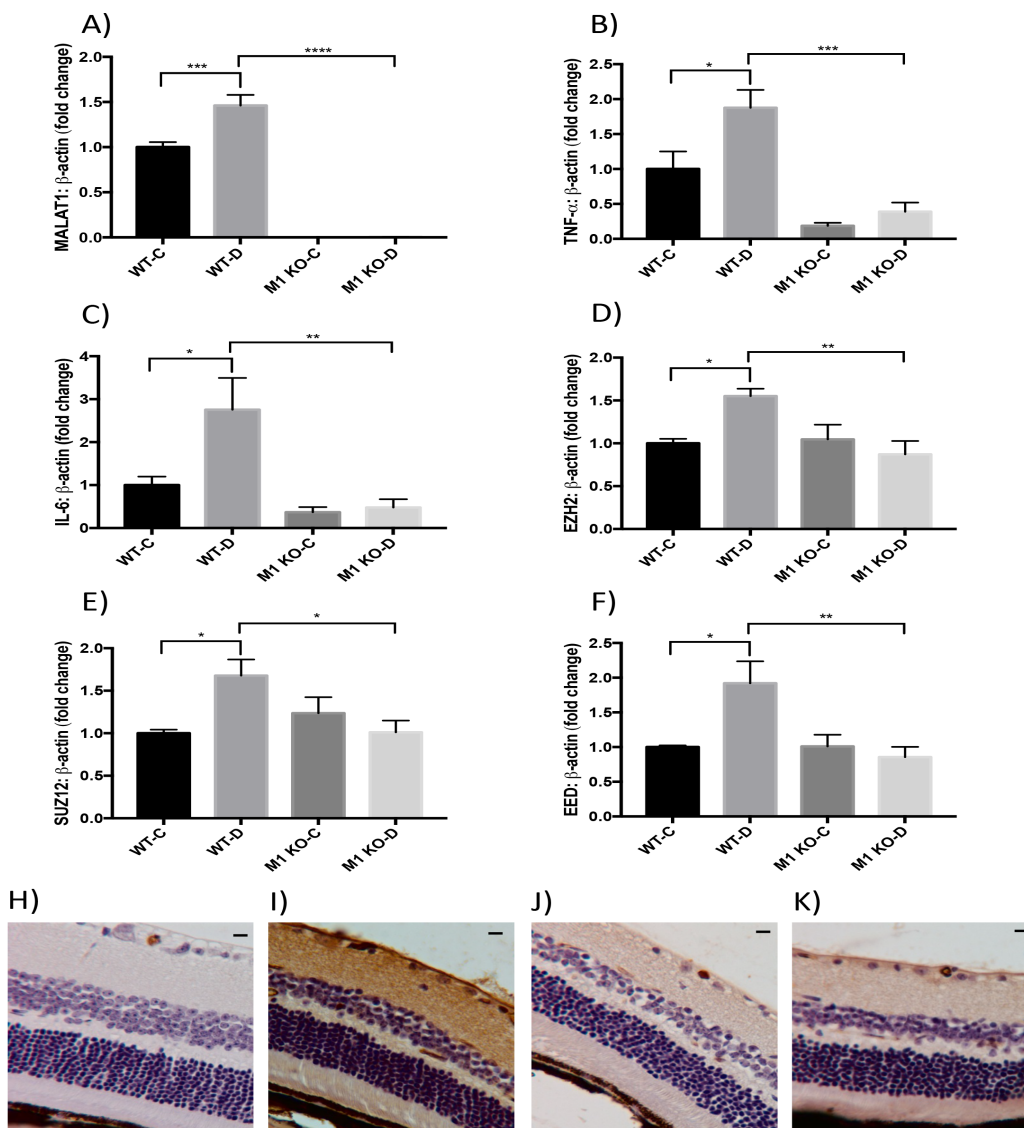 A)
MALAT1: β-actin (fold change)
2.0
1.5
1.0
0.5
0.0
***
****
WT-C
WT-D
M1 KO-C
M1 KO-D
B)
TNF-α: β-actin (fold change)
2.5
2.0
1.5
1.0
0.5
0.0
*
***
WT-C
WT-D
M1 KO-C
M1 KO-D
C)
IL-6: β-actin (fold change)
4
3
2
1
0
*
**
WT-C
WT-D
M1 KO-C
M1 KO-D
D)
EZH2: β-actin (fold change)
2.0
1.5
1.0
0.5
0.0
*
**
WT-C
WT-D
M1 KO-C
M1 KO-D
E)
SUZ12: β-actin (fold change)
2.0
1.5
1.0
0.5
0.0
*
*
WT-C
WT-D
M1 KO-C
M1 KO-D
F)
EED: β-actin (fold change)
2.5
2.0
1.5
1.0
0.5
0.0
*
**
WT-C
WT-D
M1 KO-C
M1 KO-D
H)
I)
J)
K)